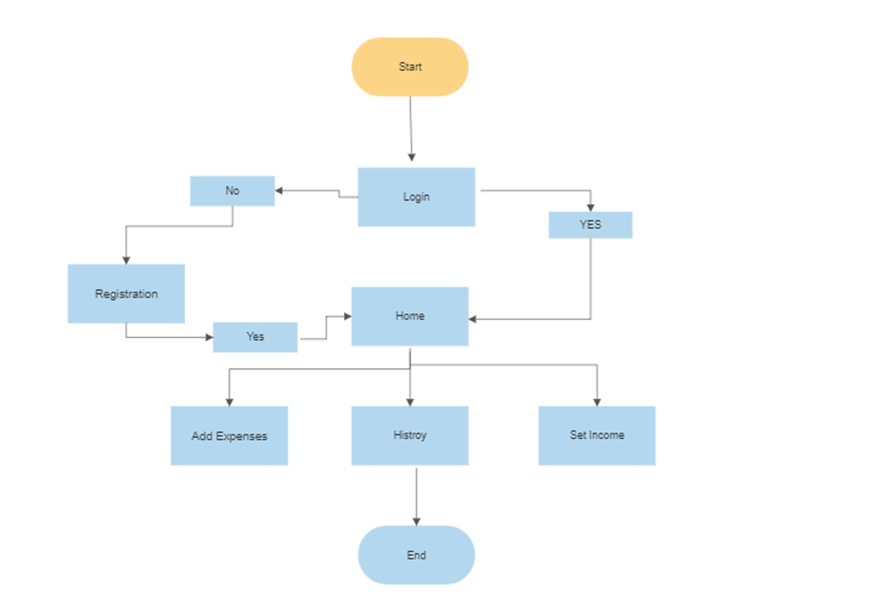 Start
No
Login
YES
Registration
Home
Yes
Add Expenses
Histroy
Set Income
End